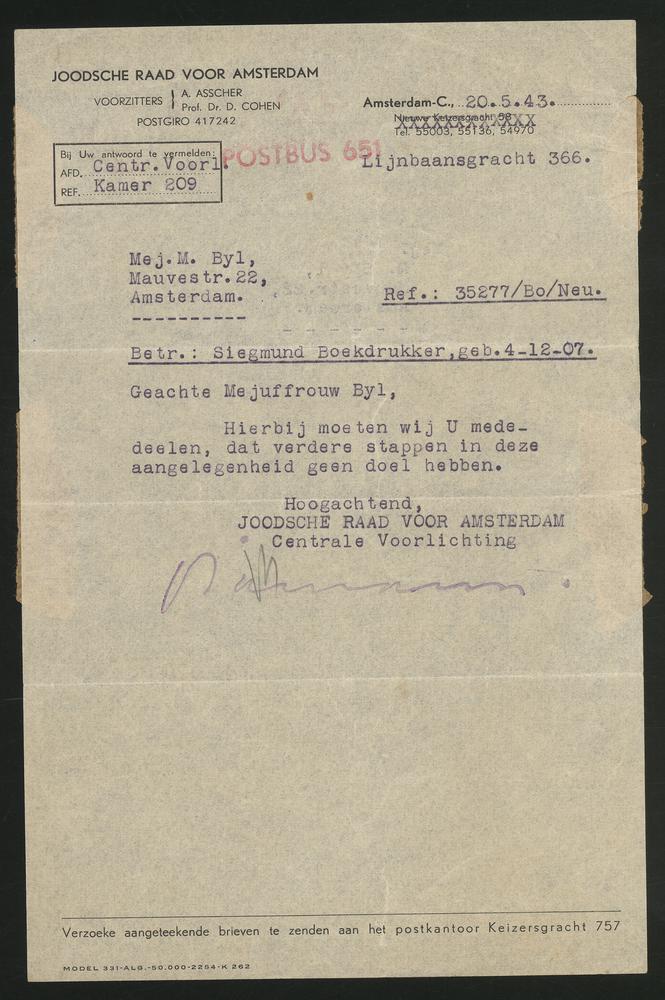 JOODSCHE RAAD VOOR AMSTERDAM
VOORZITTERS A. ASSCHER
Prof. Dr. D. COHEN
POSTGIRO 417242
Amsterdam-C., 20.5.43.
Nieuwe Keizersgracht 58
Tel. 55003, 55136, 54970
Bij Uw antwoord te vermelden:
AFD. Centr.Voorl.
REF. Kamer 209
POSTBUS 651
Lijnbaansgracht 366.
Mej.M. Byl,
Mauvestr.22,
Amsterdam.
----------
Ref.: 35277/Bo/Neu.
Betr.: Siegmund Boekdrukker,geb.4-12-07.
Geachte Mejuffrouw Byl,
Hierbij moeten wij U mede-
deelen, dat verdere stappen in deze
aangelegenheid geen doel hebben.
Hoogachtend,
JOODSCHE RAAD VOOR AMSTERDAM
Centrale Voorlichting
Verzoeke aangeteekende brieven te zenden aan het postkantoor Keizersgracht 757
MODEL 331-ALG.-50.000-2254-K 262